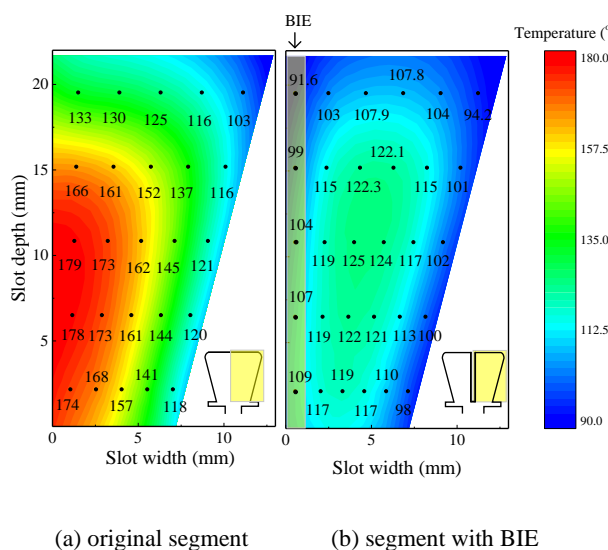 BIE
Temperature (°
20
15
10
5
0
5
10
Slot depth (mm)
Slot width (mm)
133 130 125 116 103
166 161 152 137 116
179 173 162 145 121
178 173 161 144 120
168 141
174 157 118
0
5
10
Slot width (mm)
107.8
91.6 103 107.9 104 94.2
99 122.1
115 122.3 115 101
104
119 125 124 117 102
107
119 122 121 113 100
109 119 110
117 117 98
180.0
158.0
135.0
112.5
90.0
(a) original segment
(b) segment with BIE